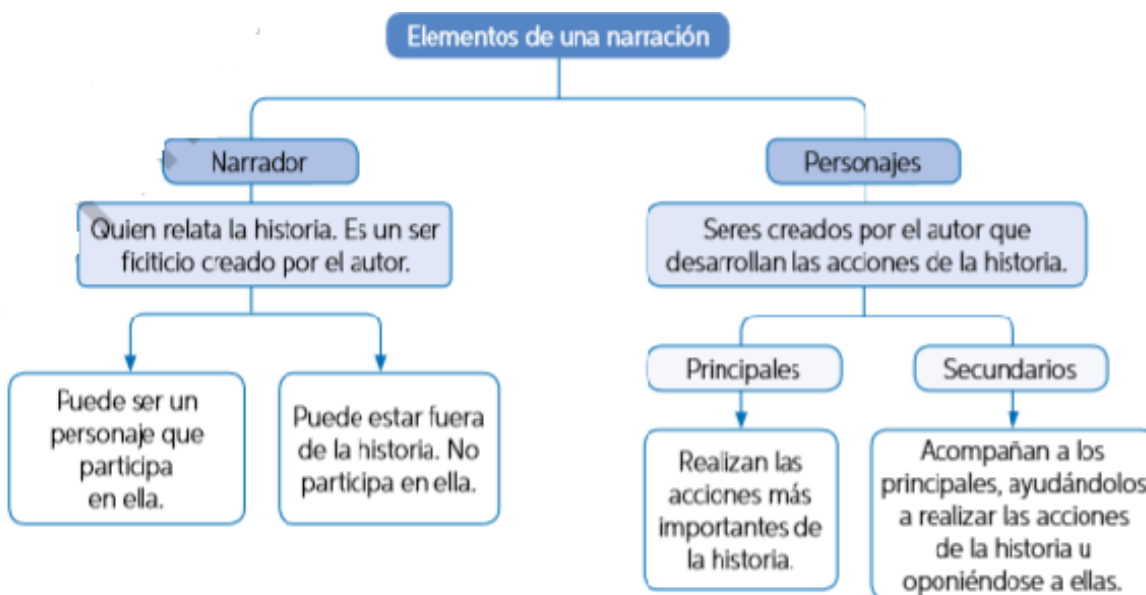 Elementos de una narración
Narrador
Quien relata la historia. Es un ser
ficiticio creado por el autor.
Puede ser un
personaje que
participa
en ella.
Puede estar fuera
de la historia. No
participa en ella.
Personajes
Seres creados por el autor que
desarrollan las acciones de la historia.
Principales
Realizan las
acciones más
importantes de
la historia.
Secundarios
Acompañan a los
principales, ayudándolos
a realizar las acciones
de la historia u
oponiéndose a ellas.